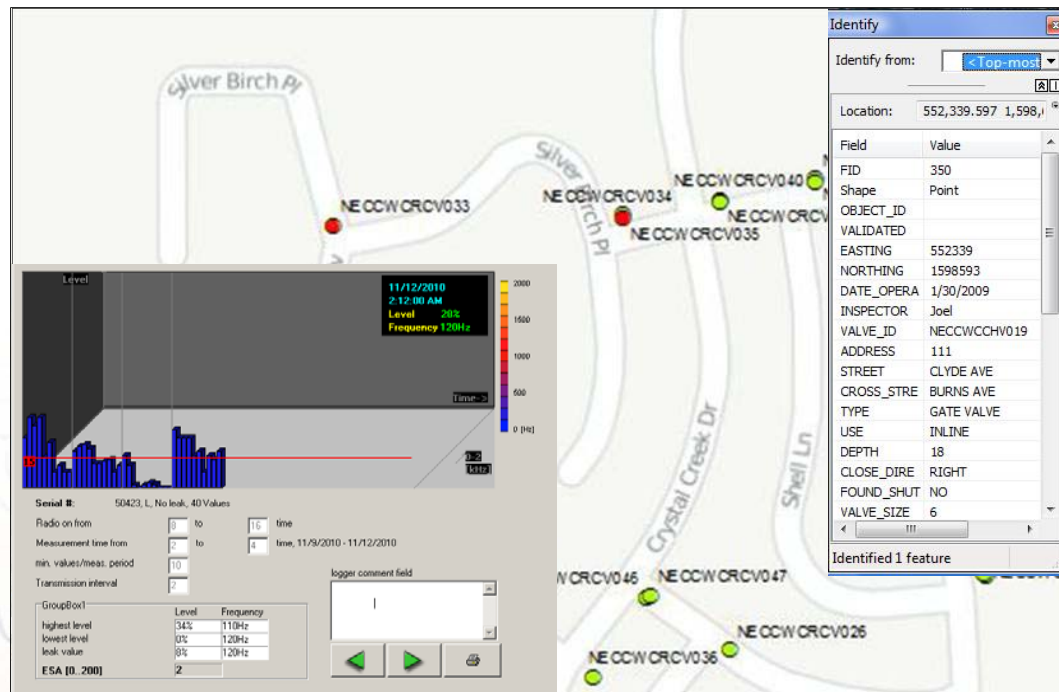 Silver Birch Pl
Silver Birch Pl
NECCWCRCV033
NECCWCRCV034
NECCWCRCV040
NECCWCRCV035
Crystal Creek Dr
Shell Ln
NECCWCRCV047
NECCWCRCV026
NECCWCRCV036
Identify
Identify from:
<Top-most
Location: 552,339.597 1,598,
Field Value
FID 350
Shape Point
OBJECT_ID
VALIDATED
EASTING 552339
NORTHING 1598593
DATE_OPERA 1/30/2009
INSPECTOR Joel
VALVE_ID NECCWCCHV019
ADDRESS 111
STREET CLYDE AVE
CROSS_STRE BURNS AVE
TYPE GATE VALVE
USE INLINE
DEPTH 18
CLOSE_DIRE RIGHT
FOUND_SHUT NO
VALVE_SIZE 6
Identified 1 feature
Level
11/12/2010
2:12:00 AM
Level 20%
Frequency 120Hz
Time->
15
0-2
[kHz]
2000
1500
1000
500
0 [Hz]
Serial #: 50423, L, No leak, 40 Values
Radio on from 8 to 16 time
Measurement time from 2 to 4 time, 11/9/2010 - 11/12/2010
min. values/meas. period 10
Transmission interval 2
logger comment field
GroupBox1
Level Frequency
highest level 34% 110Hz
lowest level 0% 120Hz
leak value 0% 120Hz
ESA [0..200] 2